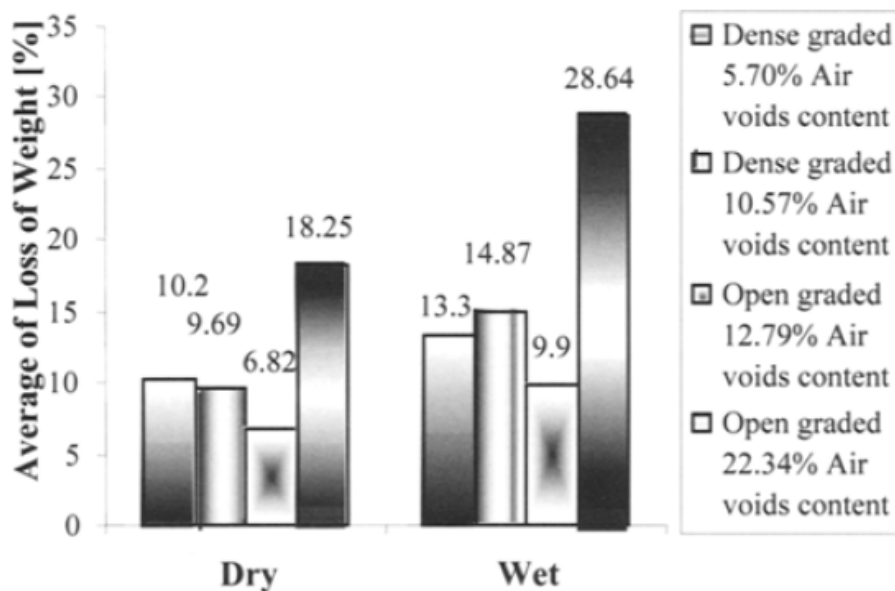 Average of Loss of Weight [%]
35
30
25
20
15
10
5
0
10.2
9.69
6.82
18.25
13.3
14.87
9.9
28.64
Dry
Wet
Dense graded
5.70% Air
voids content
Dense graded
10.57% Air
voids content
Open graded
12.79% Air
voids content
Open graded
22.34% Air
voids content